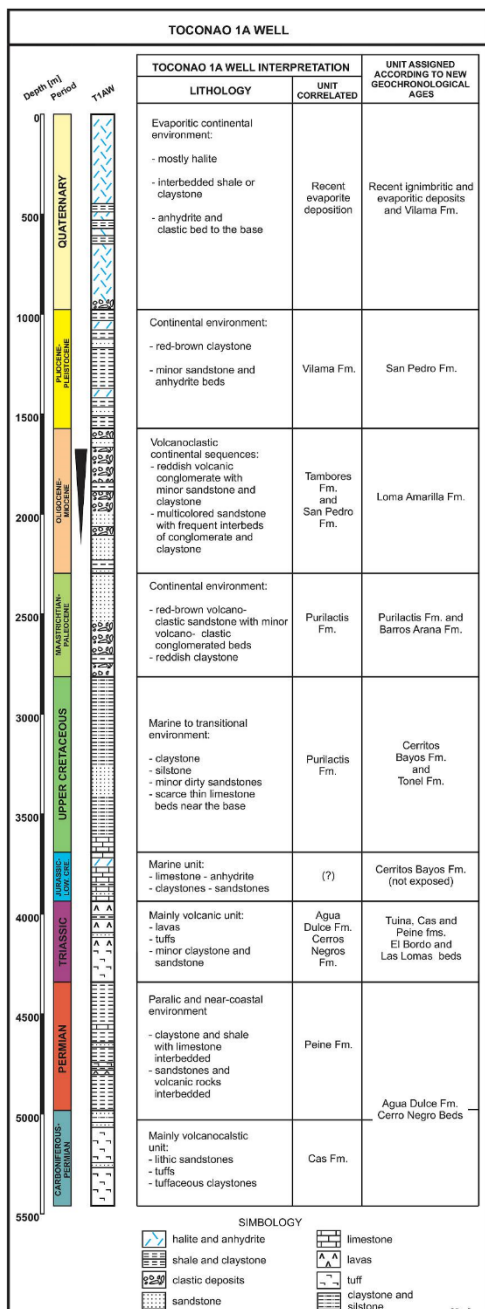 TOCONAO 1A WELL
Depth [m]
Period
T1AW
TOCONAO 1A WELL INTERPRETATION
LITHOLOGY
UNIT
CORRELATED
UNIT ASSIGNED
ACCORDING TO NEW
GEOCHRONOLOGICAL
AGES
0
500
1000
1500
2000
2500
3000
3500
4000
4500
5000
5500
QUATERNARY
Evaporitic continental
environment:
- mostly halite
- interbedded shale or
claystone
- anhydrite and
clastic bed to the base
Recent
evaporite
deposition
Recent ignimbritic and
evaporitic deposits
and Vilama Fm.
PLIOCENE-
PLEISTOCENE
Continental environment:
- red-brown claystone
- minor sandstone and
anhydrite beds
Vilama Fm.
San Pedro Fm.
OLIGOCENE-
MIOCENE
Volcanoclastic
continental sequences:
- reddish volcanic
conglomerate with
minor sandstone and
claystone
- multicolored sandstone
with frequent interbeds
of conglomerate and
claystone
Tambores
Fm.
and
San Pedro
Fm.
Loma Amarilla Fm.
MAASTRICHTIAN-
PALEOCENE
Continental environment:
- red-brown volcano-
clastic sandstone with minor
volcano- clastic
conglomerated beds
- reddish claystone
Purilactis
Fm.
Purilactis Fm. and
Barros Arana Fm.
UPPER CRETACEOUS
Marine to transitional
environment:
- claystone
- silstone
- minor dirty sandstones
- scarce thin limestone
beds near the base
Purilactis
Fm.
Cerritos
Bayos Fm.
and
Tonel Fm.
JURASSIC-
LOW. CRE.
Marine unit:
- limestone - anhydrite
- claystones - sandstones
(?)
Cerritos Bayos Fm.
(not exposed)
TRIASSIC
Mainly volcanic unit:
- lavas
- tuffs
- minor claystone and
sandstone
Agua
Dulce Fm.
Cerros
Negros
Fm.
Tuina, Cas and
Peine fms.
El Bordo and
Las Lomas beds
PERMIAN
Paralic and near-coastal
environment
- claystone and shale
with limestone
interbedded
- sandstones and
volcanic rocks
interbedded
Peine Fm.
Agua Dulce Fm.
Cerro Negro Beds
CARDONIFEROUS-
PERMIAN
Mainly volcanocalstic
unit:
- lithic sandstones
- tuffs
- tuffaceous claystones
Cas Fm.
SIMBOLOGY
halite and anhydrite
shale and claystone
clastic deposits
sandstone
limestone
lavas
tuff
claystone and
silstone